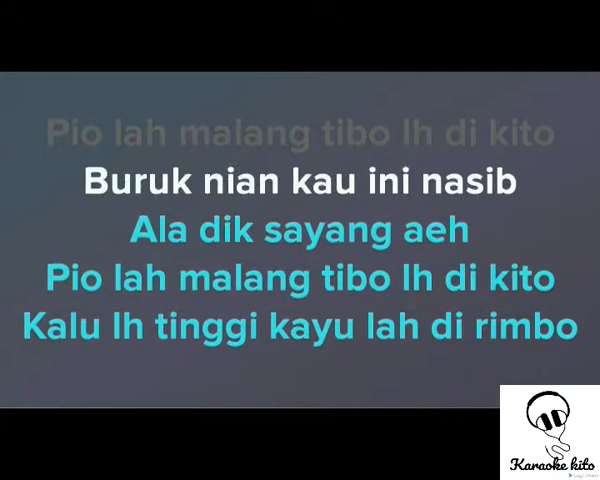 Pio lah malang tibo lh di kito
Buruk nian kau ini nasib
Ala dik sayang aeh
Pio lah malang tibo lh di kito
Kalu lh tinggi kayu lah di rimbo
Karaoke kito